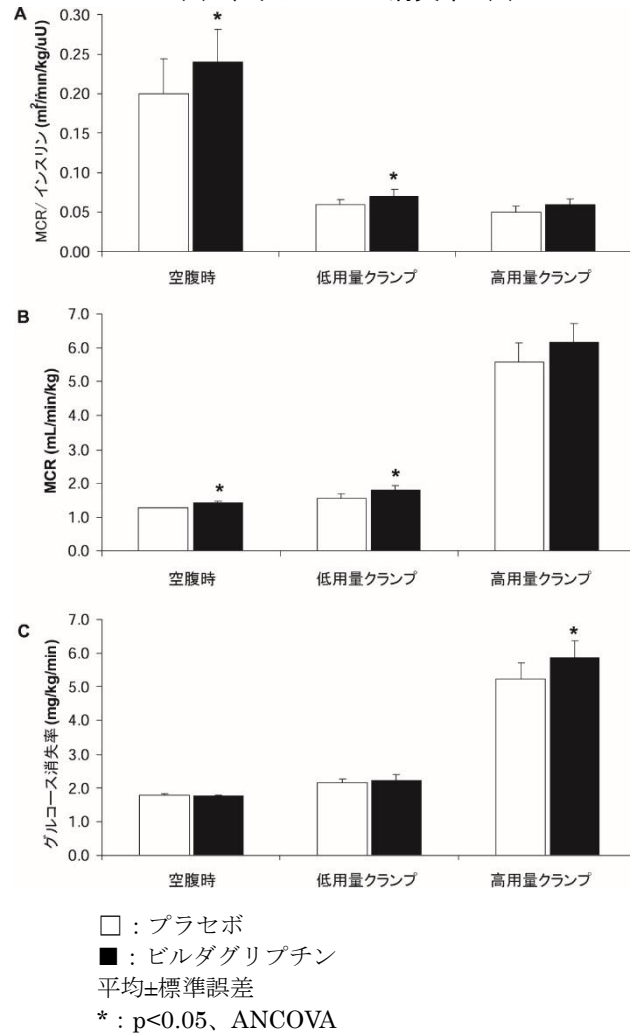 A
MCR/ インスリン (ml²/min/kg/uU)
0.30
0.25
0.20
0.15
0.10
0.05
0.00
*
*
空腹時
低用量クランプ
高用量クランプ
B
MCR (mL/min/kg)
7.0
6.0
5.0
4.0
3.0
2.0
1.0
0.0
*
*
空腹時
低用量クランプ
高用量クランプ
C
グルコース消失率 (mg/kg/min)
7.0
6.0
5.0
4.0
3.0
2.0
1.0
0.0
*
空腹時
低用量クランプ
高用量クランプ
□：プラセボ
■：ビルダグリプチン
平均±標準誤差
*：p<0.05、ANCOVA